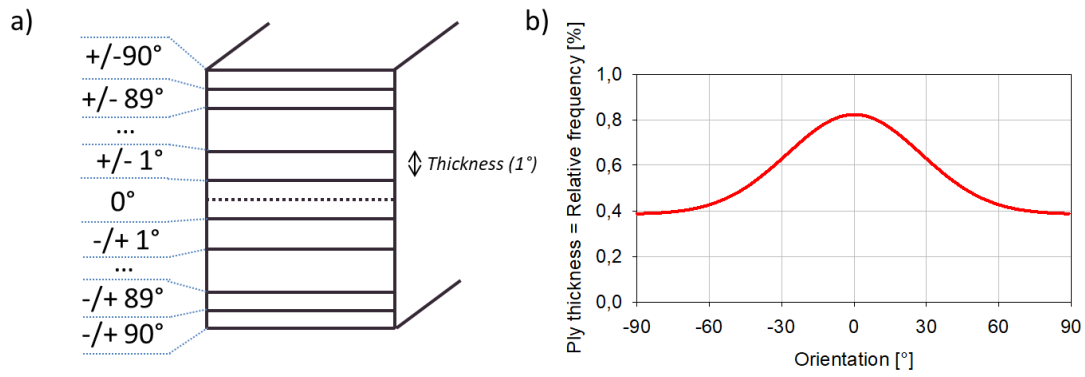 a)
+/-90°
+/- 89°
...
+/- 1°
0°
-/+ 1°
...
-/+ 89°
-/+ 90°
Thickness (1°)
b)
Ply thickness = Relative frequency [%]
1,0
0,8
0,6
0,4
0,2
0,0
-90 -60 -30 0 30 60 90
Orientation [°]